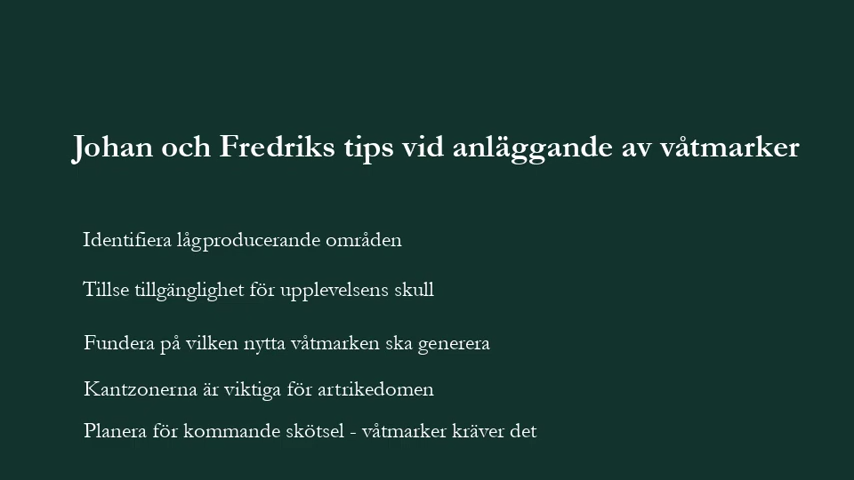 Johan och Fredriks tips vid anläggande av våtmarker
Identifiera lågproducerande områden
Tillse tillgänglighet för upplevelsens skull
Fundera på vilken nytta våtmarken ska generera
Kantzonerna är viktiga för artrikedomen
Planera för kommande skötsel - våtmarker kräver det